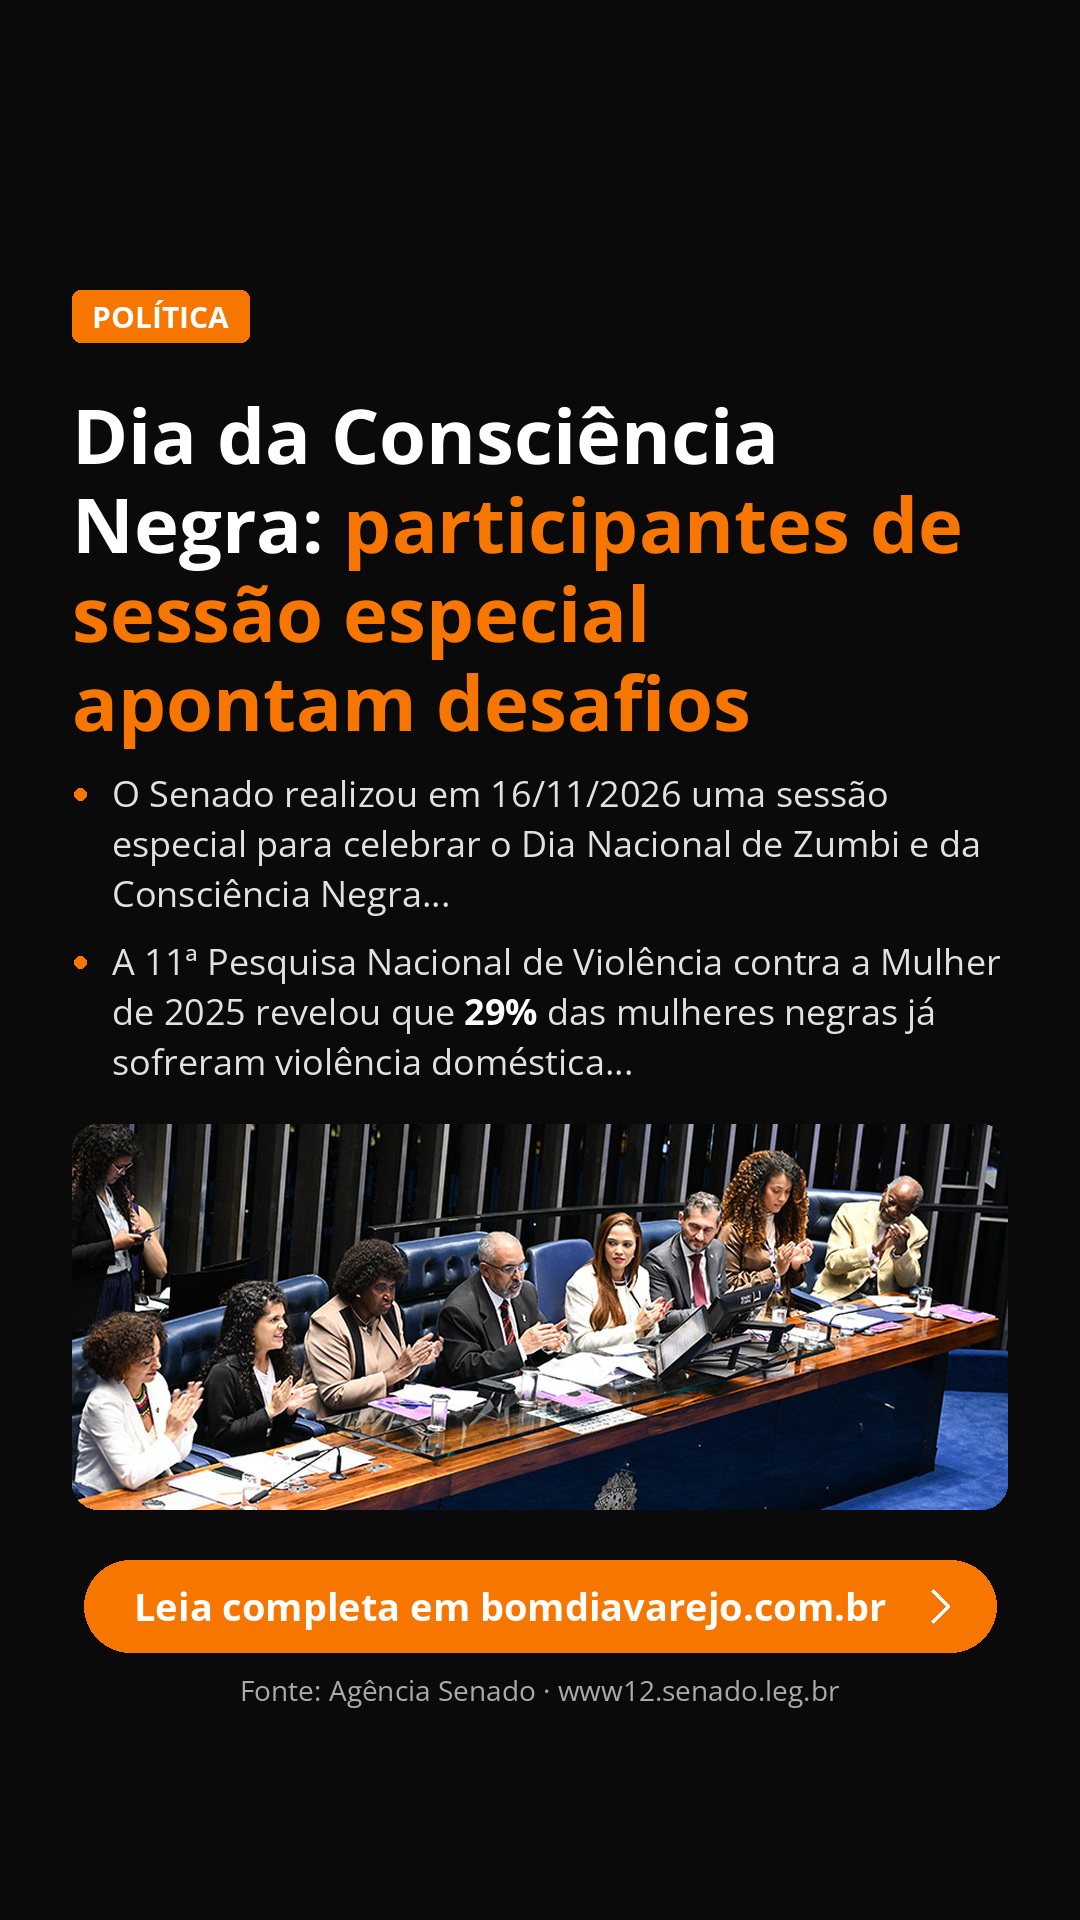 POLÍTICA
Dia da Consciência
Negra: participantes de
sessão especial
apontam desafios
O Senado realizou em 16/11/2026 uma sessão
especial para celebrar o Dia Nacional de Zumbi e da
Consciência Negra...
A 11ª Pesquisa Nacional de Violência contra a Mulher
de 2025 revelou que 29% das mulheres negras já
sofreram violência doméstica...
Leia completa em bomdiavarejo.com.br
Fonte: Agência Senado · www12.senado.leg.br